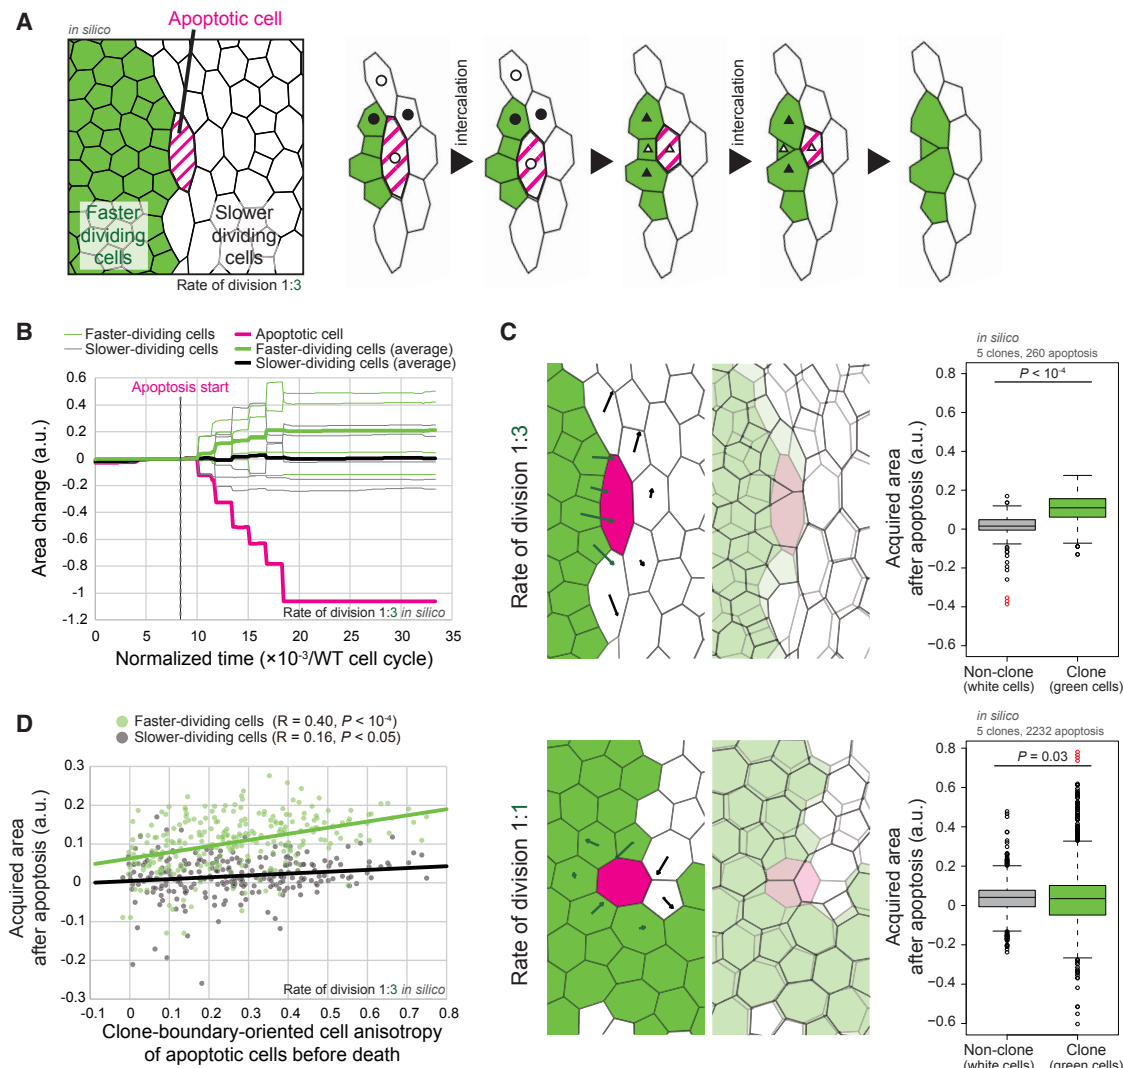 A
in silico
Apoptotic cell
Faster
dividing
cells
Slower
dividing
cells
Rate of division 1:3
intercalation
intercalation
B
Faster-dividing cells
Slower-dividing cells
Apoptotic cell
Faster-dividing cells (average)
Slower-dividing cells (average)
Apoptosis start
Area change (a.u.)
0.6
0.4
0.2
0
-0.2
-0.4
-0.6
-0.8
-1
-1.2
Rate of division 1:3 in silico
0 5 10 15 20 25 30 35
Normalized time (×10-3/WT cell cycle)
C
Rate of division 1:3
in silico
5 clones, 260 apoptosis
P < 10-4
Acquired area
after apoptosis (a.u.)
0.8
0.6
0.4
0.2
0
−0.2
−0.4
−0.6
Non-clone
(white cells)
Clone
(green cells)
Rate of division 1:1
in silico
5 clones, 2232 apoptosis
P = 0.03
Acquired area
after apoptosis (a.u.)
0.8
0.6
0.4
0.2
0
−0.2
−0.4
−0.6
Non-clone
(white cells)
Clone
(green cells)
D
Faster-dividing cells (R = 0.40, P < 10-4)
Slower-dividing cells (R = 0.16, P < 0.05)
Acquired area
after apoptosis (a.u.)
0.3
0.2
0.1
0
-0.1
-0.2
-0.3
Rate of division 1:3 in silico
-0.1 0 0.1 0.2 0.3 0.4 0.5 0.6 0.7 0.8
Clone-boundary-oriented cell anisotropy
of apoptotic cells before death